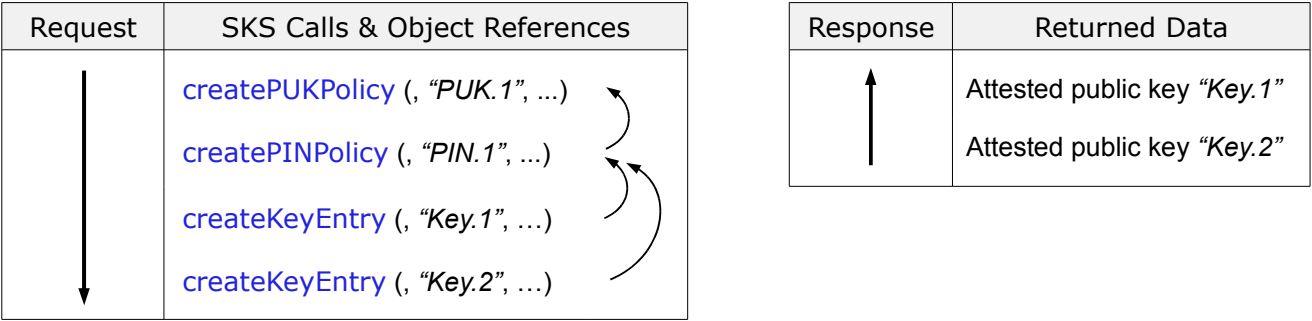 Request SKS Calls & Object References
createPUKPolicy (, “PUK.1”, ...)
createPINPolicy (, “PIN.1”, ...)
createKeyEntry (, “Key.1”, …)
createKeyEntry (, “Key.2”, …)
Response Returned Data
Attested public key “Key.1”
Attested public key “Key.2”